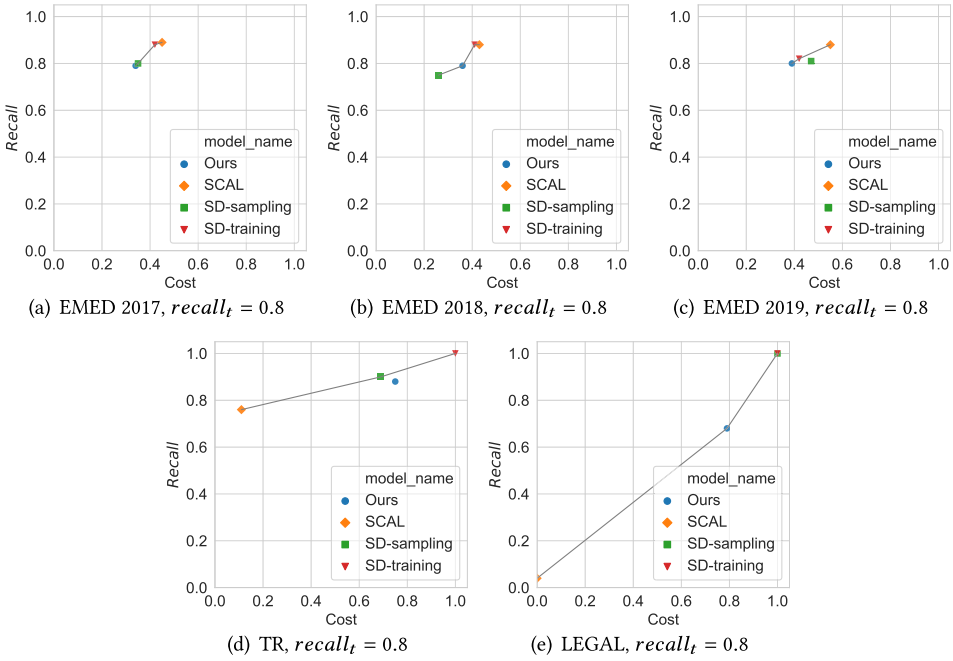 1.0
0.8
0.6
0.4
0.2
0.0
Recall
0.0 0.2 0.4 0.6 0.8 1.0
Cost
model_name
Ours
SCAL
SD-sampling
SD-training
(a) EMED 2017, recall_t = 0.8
1.0
0.8
0.6
0.4
0.2
0.0
Recall
0.0 0.2 0.4 0.6 0.8 1.0
Cost
model_name
Ours
SCAL
SD-sampling
SD-training
(b) EMED 2018, recall_t = 0.8
1.0
0.8
0.6
0.4
0.2
0.0
Recall
0.0 0.2 0.4 0.6 0.8 1.0
Cost
model_name
Ours
SCAL
SD-sampling
SD-training
(c) EMED 2019, recall_t = 0.8
1.0
0.8
0.6
0.4
0.2
0.0
Recall
0.0 0.2 0.4 0.6 0.8 1.0
Cost
model_name
Ours
SCAL
SD-sampling
SD-training
(d) TR, recall_t = 0.8
1.0
0.8
0.6
0.4
0.2
0.0
Recall
0.0 0.2 0.4 0.6 0.8 1.0
Cost
model_name
Ours
SCAL
SD-sampling
SD-training
(e) LEGAL, recall_t = 0.8